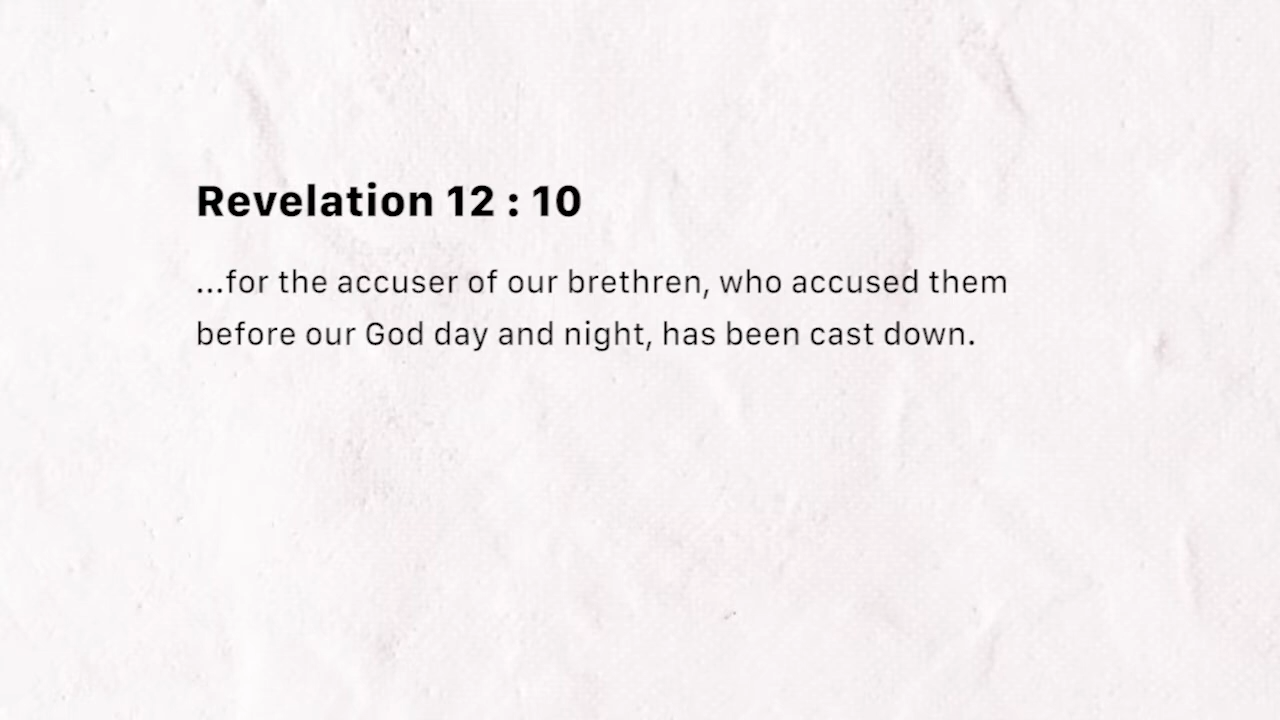 Revelation 12 : 10
...for the accuser of our brethren, who accused them
before our God day and night, has been cast down.